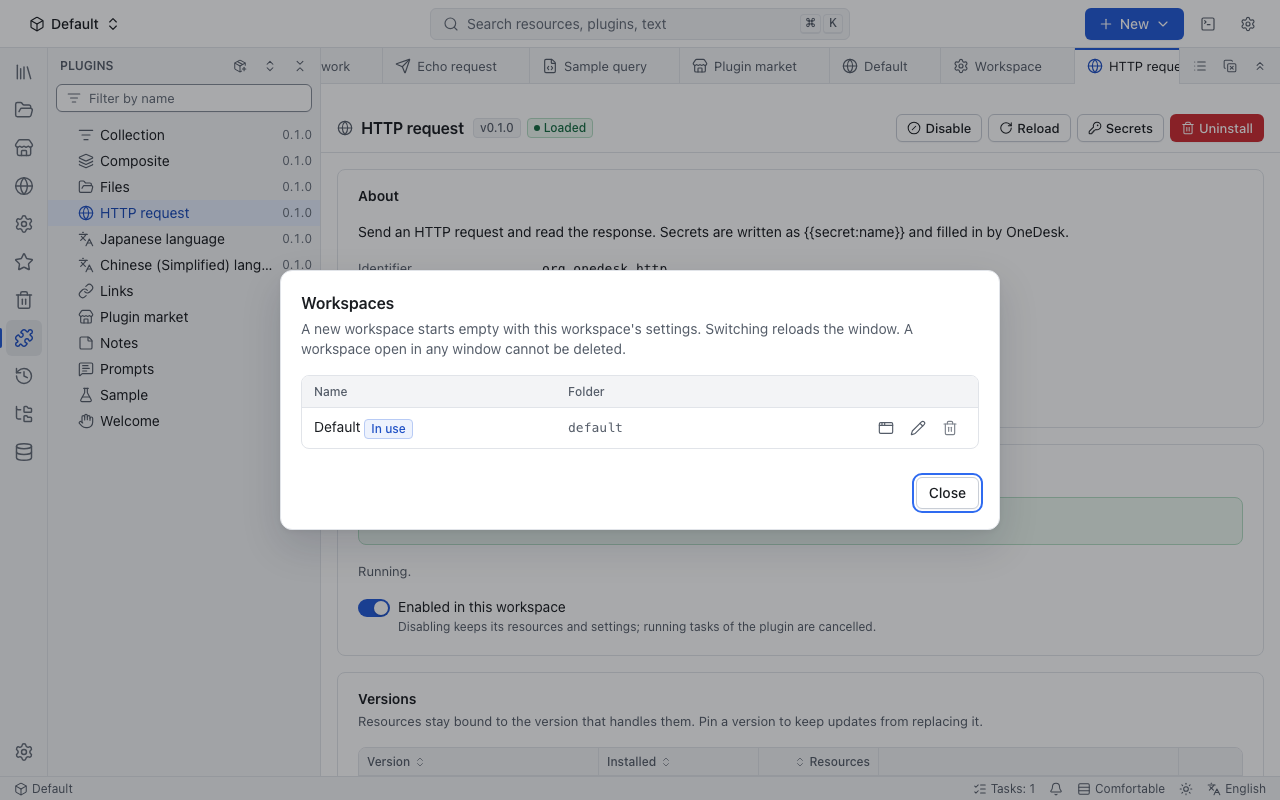 Default
Search resources, plugins, text
⌘ K
New
PLUGINS
work
Echo request
Sample query
Plugin market
Default
Workspace
HTTP reque
Filter by name
Collection 0.1.0
Composite 0.1.0
Files 0.1.0
HTTP request 0.1.0
Japanese language 0.1.0
Chinese (Simplified) lang... 0.1.0
Links
Plugin market
Notes
Prompts
Sample
Welcome
HTTP request v0.1.0 Loaded
Disable
Reload
Secrets
Uninstall
About
Send an HTTP request and read the response. Secrets are written as {{secret:name}} and filled in by OneDesk.
Identifier org.onedesk.http
Workspaces
A new workspace starts empty with this workspace's settings. Switching reloads the window. A
workspace open in any window cannot be deleted.
Name Folder
Default In use default
Close
Running.
Enabled in this workspace
Disabling keeps its resources and settings; running tasks of the plugin are cancelled.
Versions
Resources stay bound to the version that handles them. Pin a version to keep updates from replacing it.
Version Installed Resources
Default
Tasks: 1
Comfortable
English